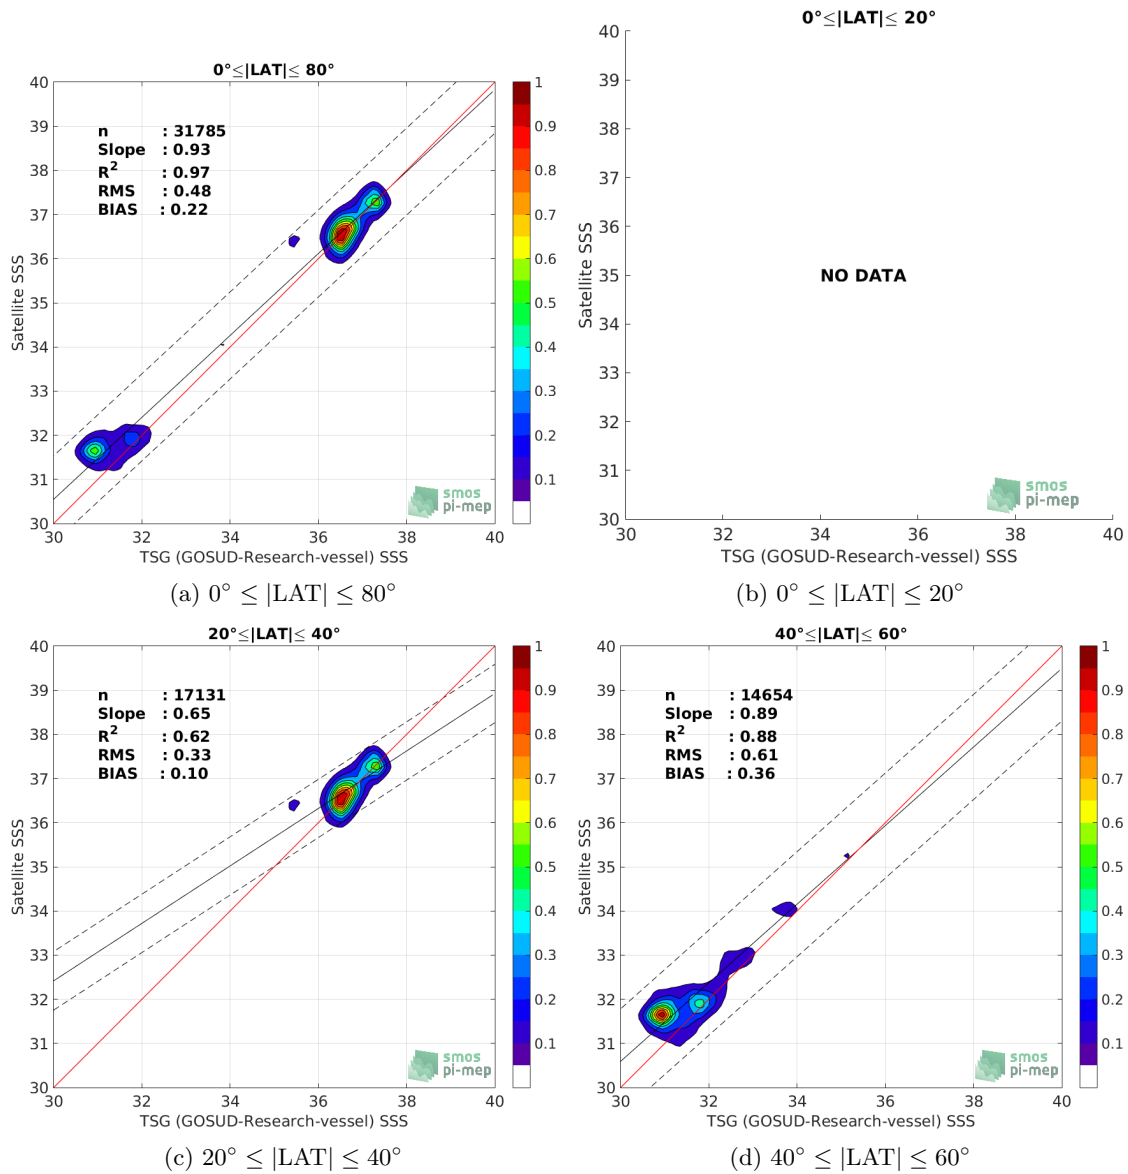 0°≤|LAT|≤ 80°
40
39
38
37
36
35
34
33
32
31
30
Satellite SSS
n : 31785
Slope : 0.93
R2 : 0.97
RMS : 0.48
BIAS : 0.22
smos
pi-mep
30 32 34 36 38 40
TSG (GOSUD-Research-vessel) SSS
1
0.9
0.8
0.7
0.6
0.5
0.4
0.3
0.2
0.1
(a) 0° ≤ |LAT| ≤ 80°
0°≤|LAT|≤ 20°
40
39
38
37
36
35
34
33
32
31
30
Satellite SSS
NO DATA
smos
pi-mep
30 32 34 36 38 40
TSG (GOSUD-Research-vessel) SSS
(b) 0° ≤ |LAT| ≤ 20°
20°≤|LAT|≤ 40°
40
39
38
37
36
35
34
33
32
31
30
Satellite SSS
n : 17131
Slope : 0.65
R2 : 0.62
RMS : 0.33
BIAS : 0.10
smos
pi-mep
30 32 34 36 38 40
TSG (GOSUD-Research-vessel) SSS
1
0.9
0.8
0.7
0.6
0.5
0.4
0.3
0.2
0.1
(c) 20° ≤ |LAT| ≤ 40°
40°≤|LAT|≤ 60°
40
39
38
37
36
35
34
33
32
31
30
Satellite SSS
n : 14654
Slope : 0.89
R2 : 0.88
RMS : 0.61
BIAS : 0.36
smos
pi-mep
30 32 34 36 38 40
TSG (GOSUD-Research-vessel) SSS
1
0.9
0.8
0.7
0.6
0.5
0.4
0.3
0.2
0.1
(d) 40° ≤ |LAT| ≤ 60°